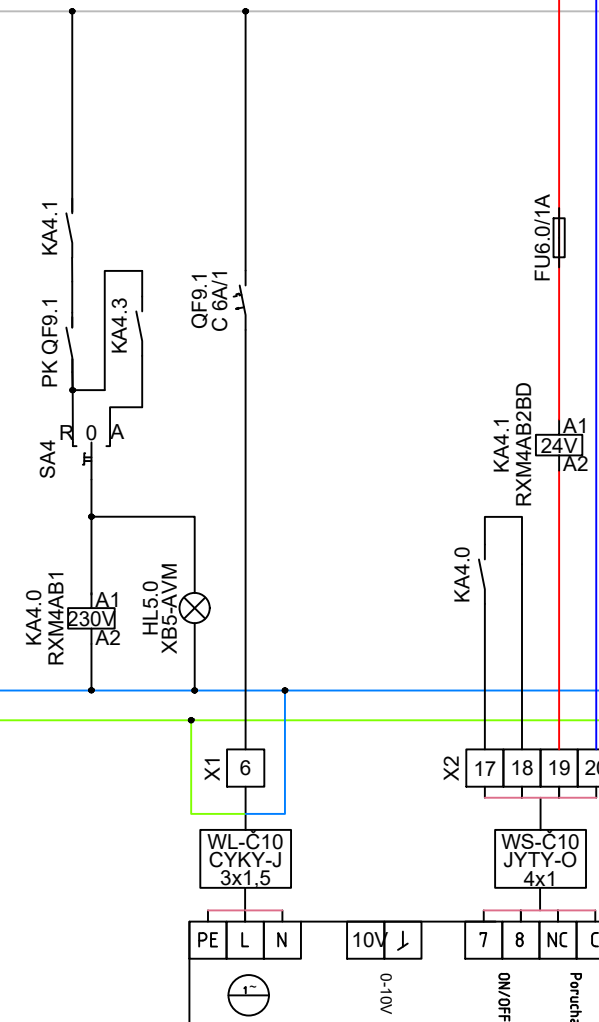 KA4.1
PK QF9.1
KA4.3
R 0 A
SA4
KA4.0
RXM4AB1
A1
230V
A2
HL5.0
XB5-AVM
QF9.1
C 6A/1
FU6.0/1A
KA4.1
RXM4AB2BD
A1
24V
A2
KA4.0
X1
6
X2
17 18 19
WL-Č10
CYKY-J
3x1,5
WS-Č10
JYTY-O
4x1
PE L N
10V
7 8 NC C
1~
0-10V
ON/OFF
Porucha